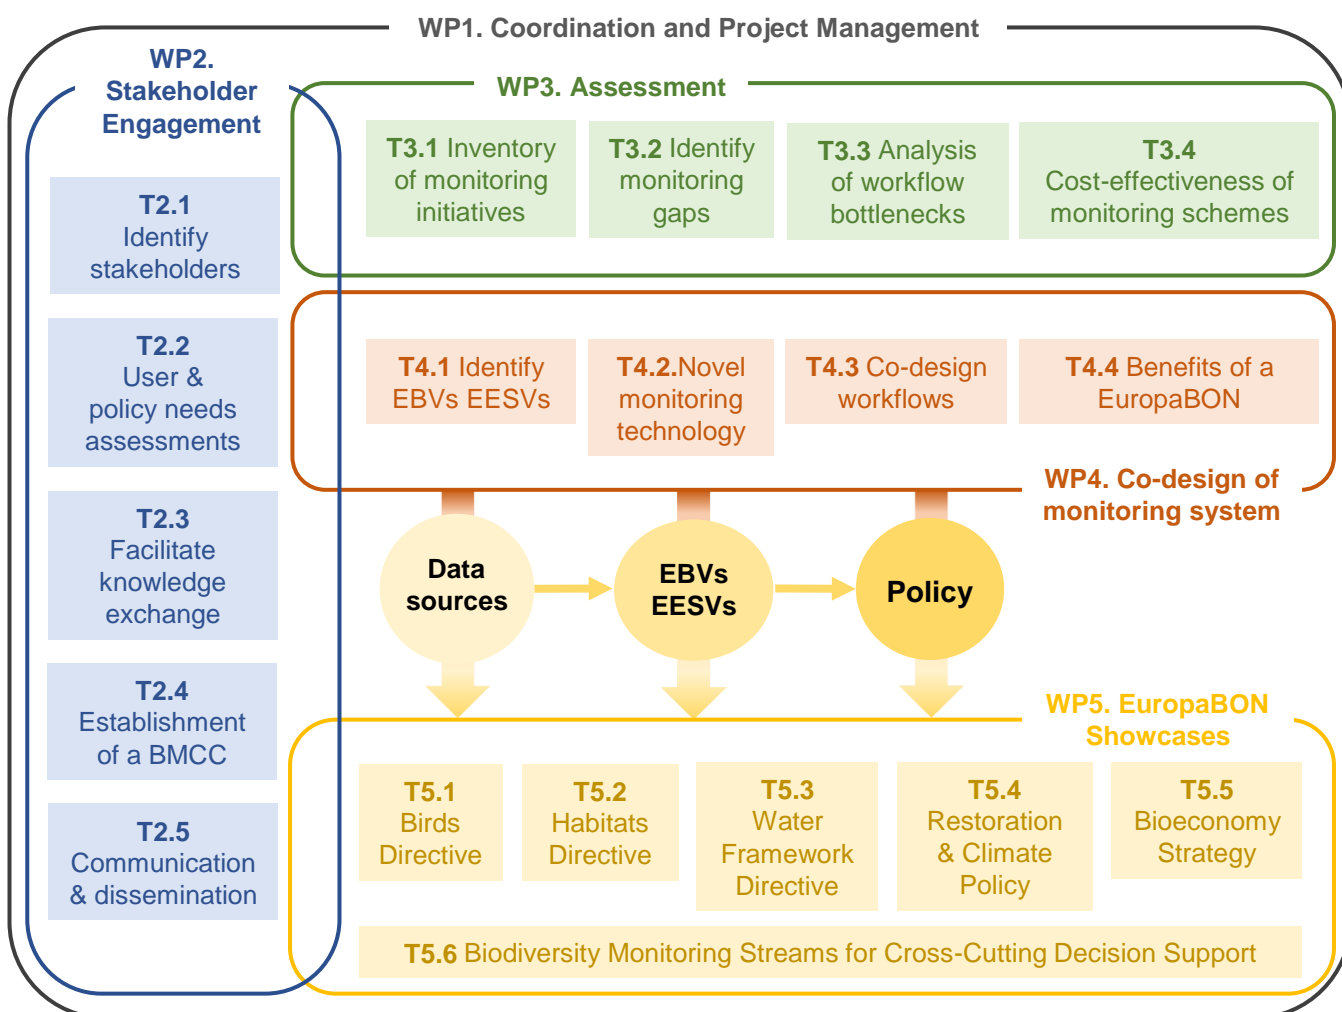 WP1. Coordination and Project Management
WP2.
Stakeholder
Engagement
T2.1
Identify
stakeholders
T2.2
User &
policy needs
assessments
T2.3
Facilitate
knowledge
exchange
T2.4
Establishment
of a BMCC
T2.5
Communication
& dissemination
WP3. Assessment
T3.1 Inventory
of monitoring
initiatives
T3.2 Identify
monitoring
gaps
T3.3 Analysis
of workflow
bottlenecks
T3.4
Cost-effectiveness of
monitoring schemes
T4.1 Identify
EBVs EESVs
T4.2.Novel
monitoring
technology
T4.3 Co-design
workflows
T4.4 Benefits of a
EuropaBON
WP4. Co-design of
monitoring system
Data
sources
EBVs
EESVs
Policy
WP5. EuropaBON
Showcases
T5.1
Birds
Directive
T5.2
Habitats
Directive
T5.3
Water
Framework
Directive
T5.4
Restoration
& Climate
Policy
T5.5
Bioeconomy
Strategy
T5.6 Biodiversity Monitoring Streams for Cross-Cutting Decision Support